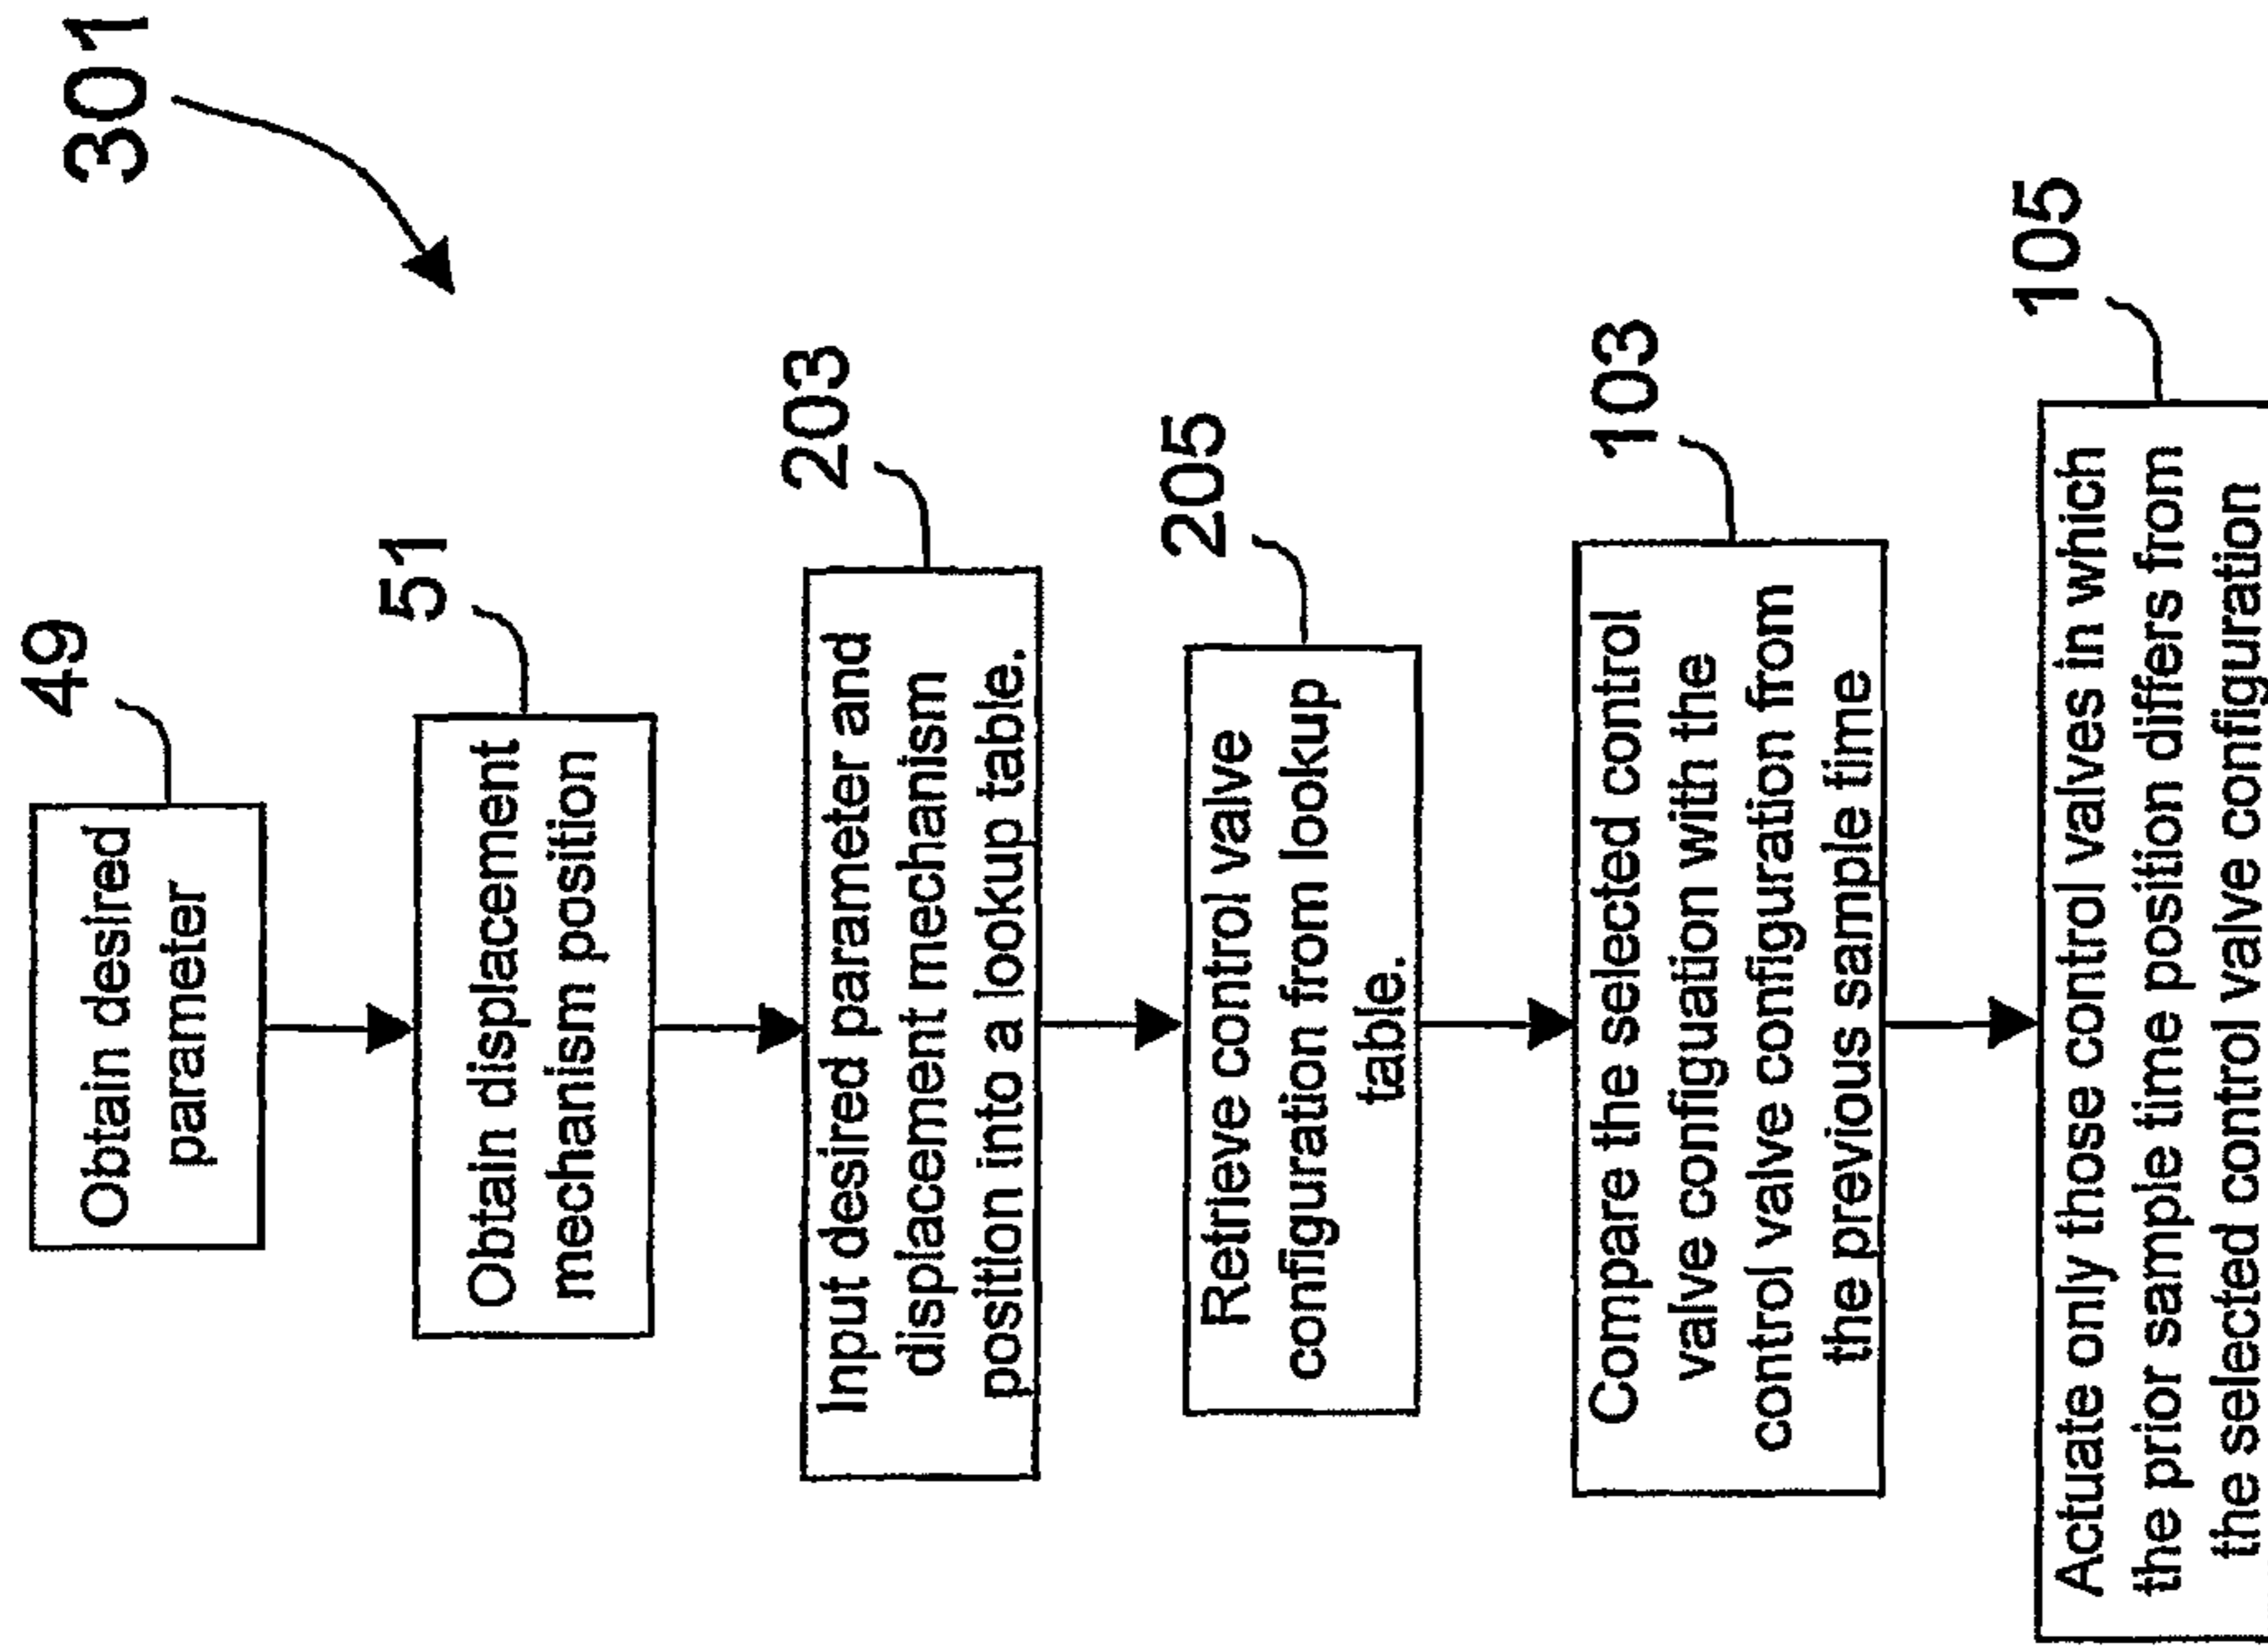 301
49
Obtain desired
parameter
51
Obtain displacement
mechanism position
203
Input desired parameter and
displacement mechanism
position into a lookup table.
205
Retrieve control valve
configuration from lookup
table.
103
Compare the selected control
valve configuation with the
control valve configuration from
the previous sample time
105
Actuate only those control valves in which
the prior sample time position differs from
the selected control valve configuration